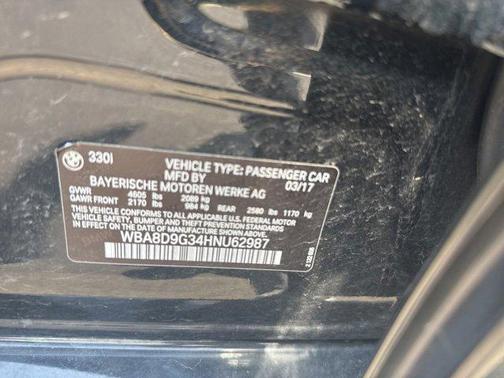 330I
VEHICLE TYPE: PASSENGER CAR
MFD BY 03/17
BAYERISCHE MOTOREN WERKE AG
GVWR 4605 lbs 2089 kg
GAWR FRONT 2170 lbs 984 kg REAR 2580 lbs 1170 kg
THIS VEHICLE CONFORMS TO ALL APPLICABLE U.S. FEDERAL MOTOR
VEHICLE SAFETY, BUMPER AND THEFT PREVENTION STANDARDS
IN EFFECT ON THE DATE OF MANUFACTURE SHOWN ABOVE.
WBA8D9G34HNU62987